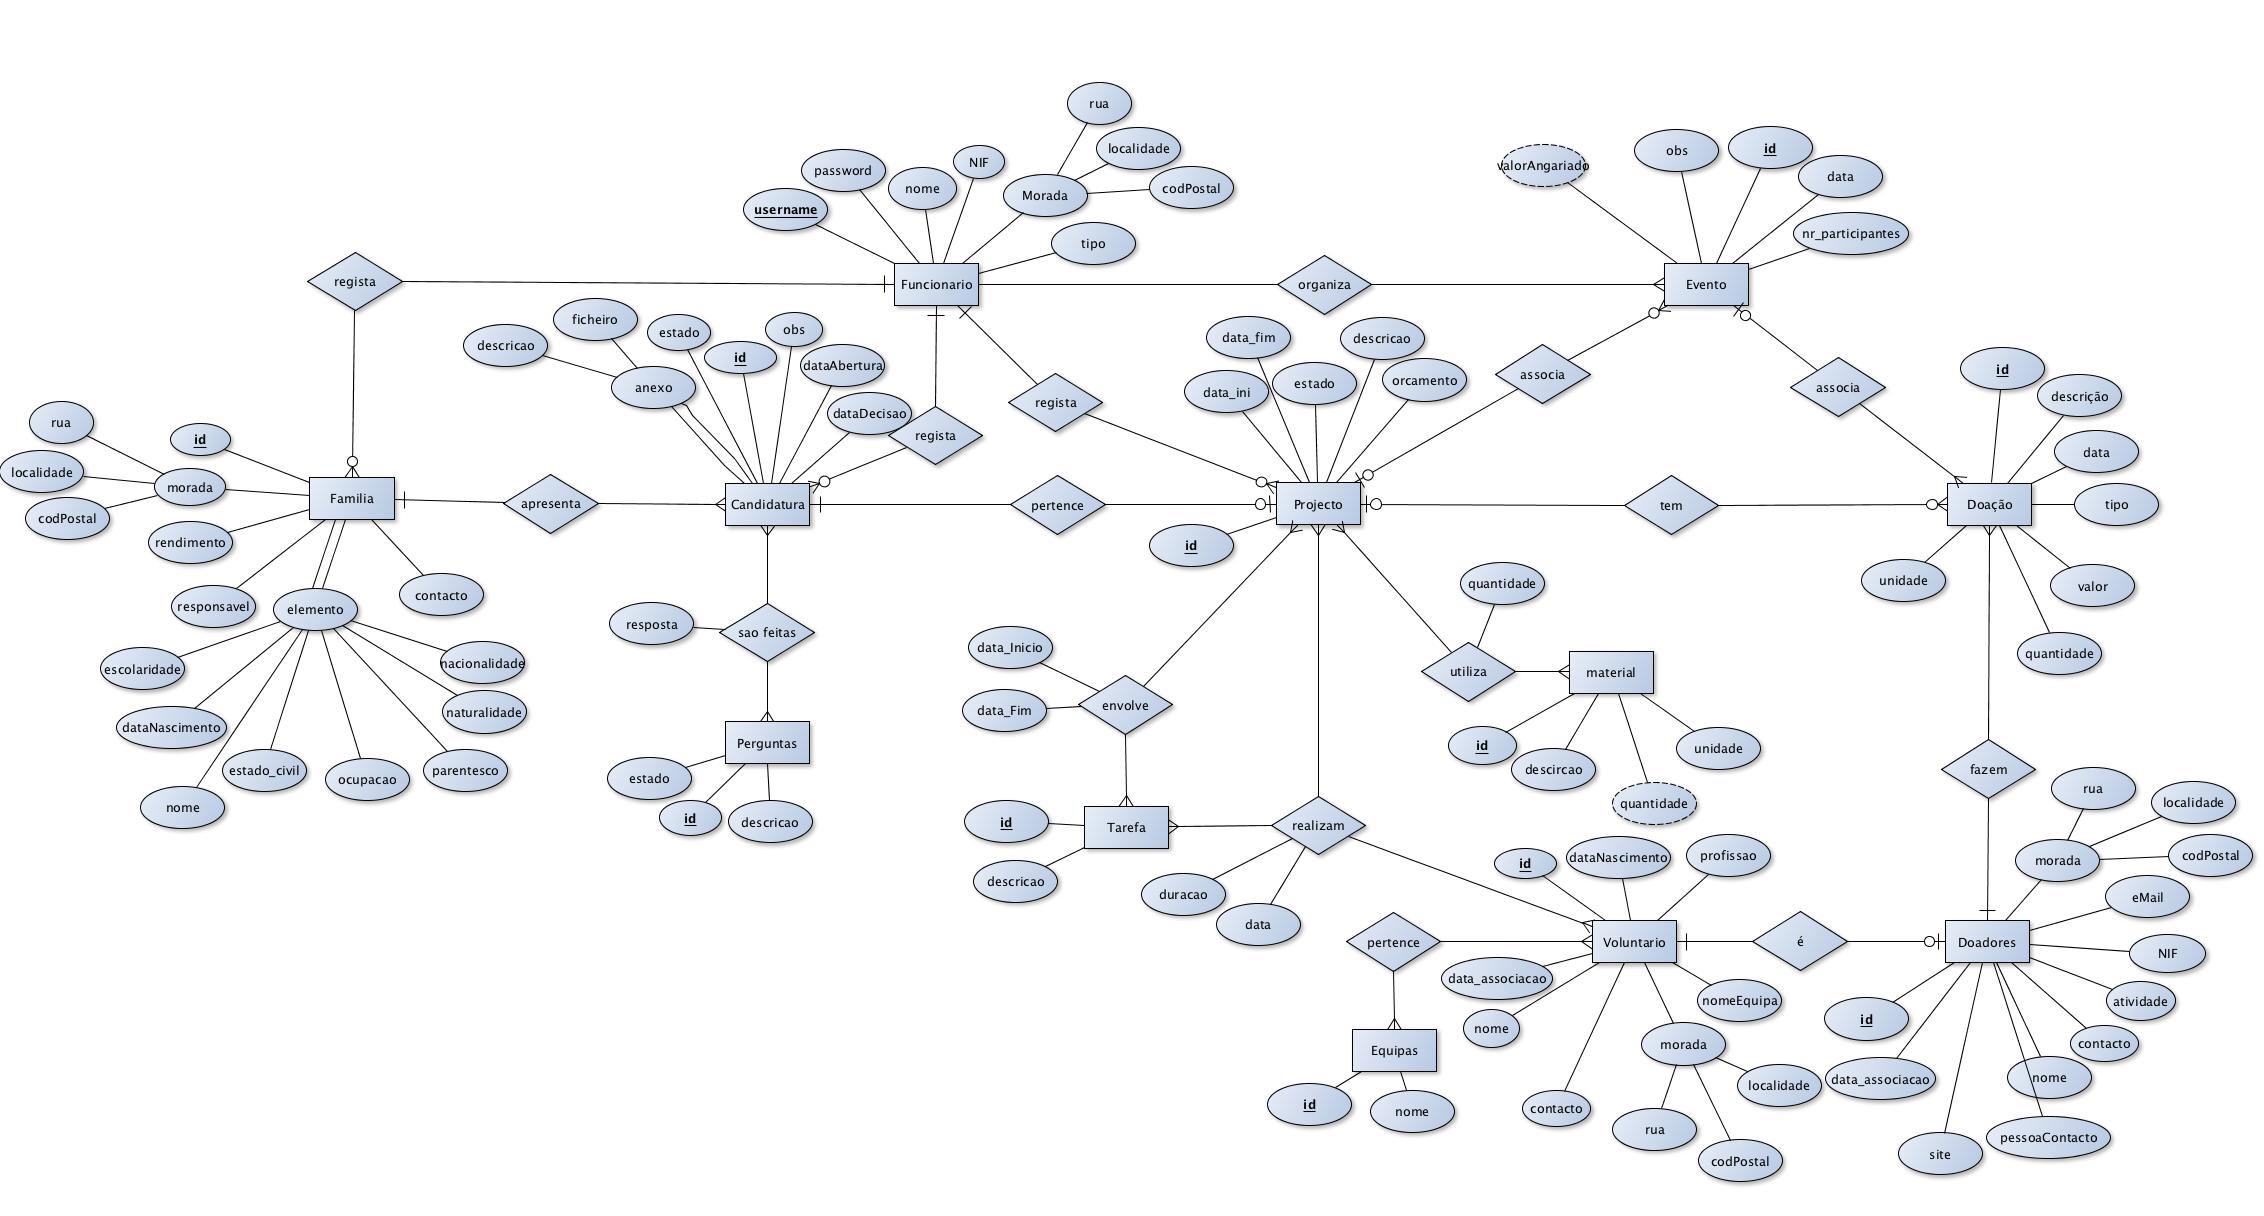 rua
localidade
codPostal
Morada
NIF
nome
password
username
tipo
Funcionario
regista
organiza
valorAngariado
obs
id
data
nr_participantes
Evento
descricao
ficheiro
anexo
estado
id
obs
dataAbertura
dataDecisao
regista
regista
data_fim
data_ini
estado
descricao
orcamento
associa
associa
id
descrição
data
tipo
valor
quantidade
unidade
Doação
rua
localidade
codPostal
morada
id
rendimento
responsavel
contacto
Familia
apresenta
Candidatura
pertence
Projecto
id
tem
elemento
escolaridade
dataNascimento
nome
estado_civil
ocupacao
parentesco
naturalidade
nacionalidade
resposta
sao feitas
Perguntas
estado
id
descricao
data_Inicio
data_Fim
envolve
quantidade
utiliza
material
id
descircao
quantidade
unidade
Tarefa
id
descricao
realizam
duracao
data
fazem
rua
localidade
codPostal
morada
eMail
NIF
atividade
contacto
nome
pessoaContacto
site
data_associacao
id
Doadores
é
id
dataNascimento
profissao
Voluntario
pertence
data_associacao
nome
contacto
nomeEquipa
morada
localidade
rua
codPostal
Equipas
id
nome